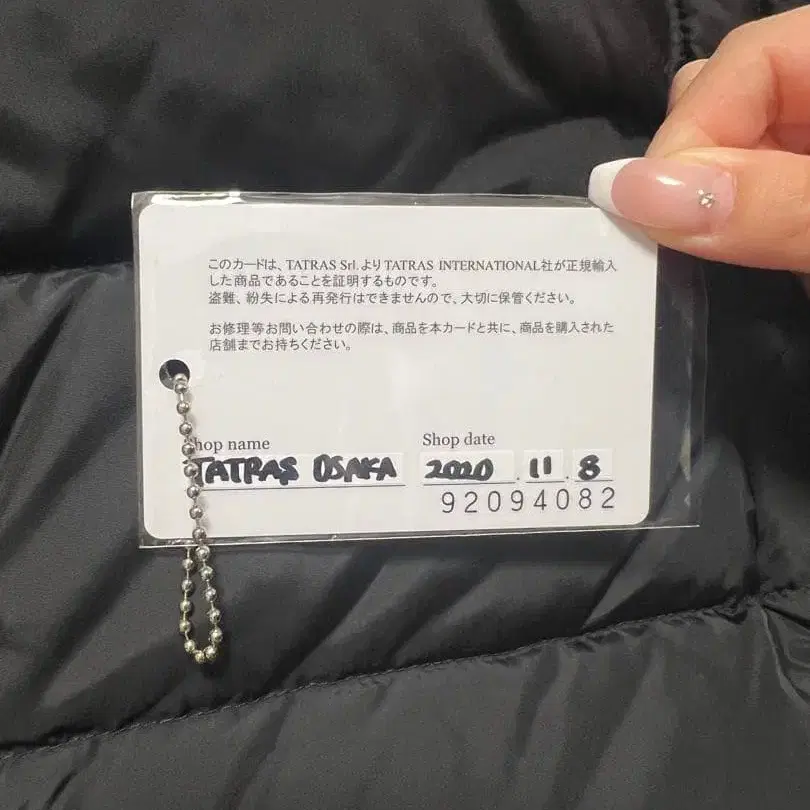 このカードは、TATRAS Srl. より TATRAS INTERNATIONAL社が正規輸入
した商品であることを証明するものです。
盗難、紛失による再発行はできませんので、大切に保管ください。
お修理等お問い合わせの際は、商品を本カードと共に、商品を購入された
店舗までお持ちください。
Shop name
Shop date
TATRAS OSAKA
2020 . 11 . 8
92094082